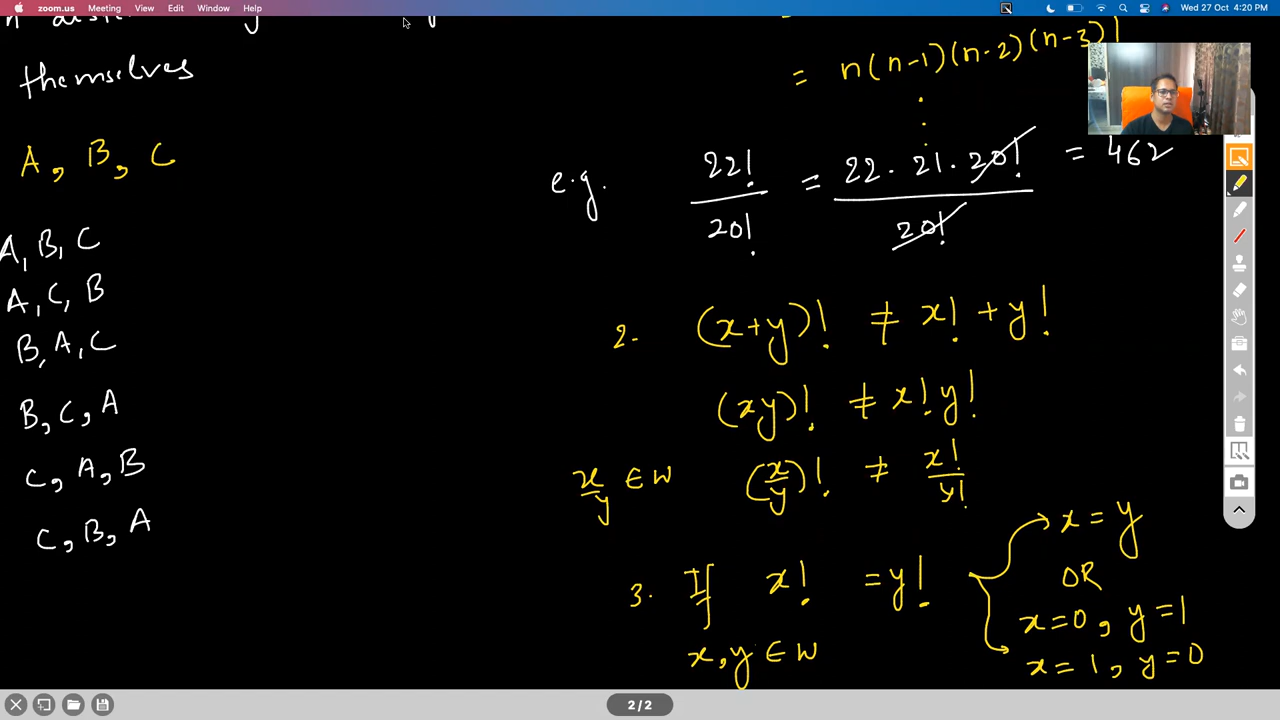 zoom.us Meeting View Edit Window Help Wed 27 Oct 4:20 PM
themselves
A, B, C
A, B, C
A, C, B
B, A, C
B, C, A
C, A, B
C, B, A
= n(n-1)(n-2)(n-3)!
⋮
e.g. 22!/20! = 22 · 21 · 20!/20! = 462
2. (x+y)! ≠ x! + y!
(xy)! ≠ x! y!
x/y ∈ W (x/y)! ≠ x!/y!
3. If x! = y!
x, y ∈ W
x = y
OR
x = 0, y = 1
x = 1, y = 0
2/2